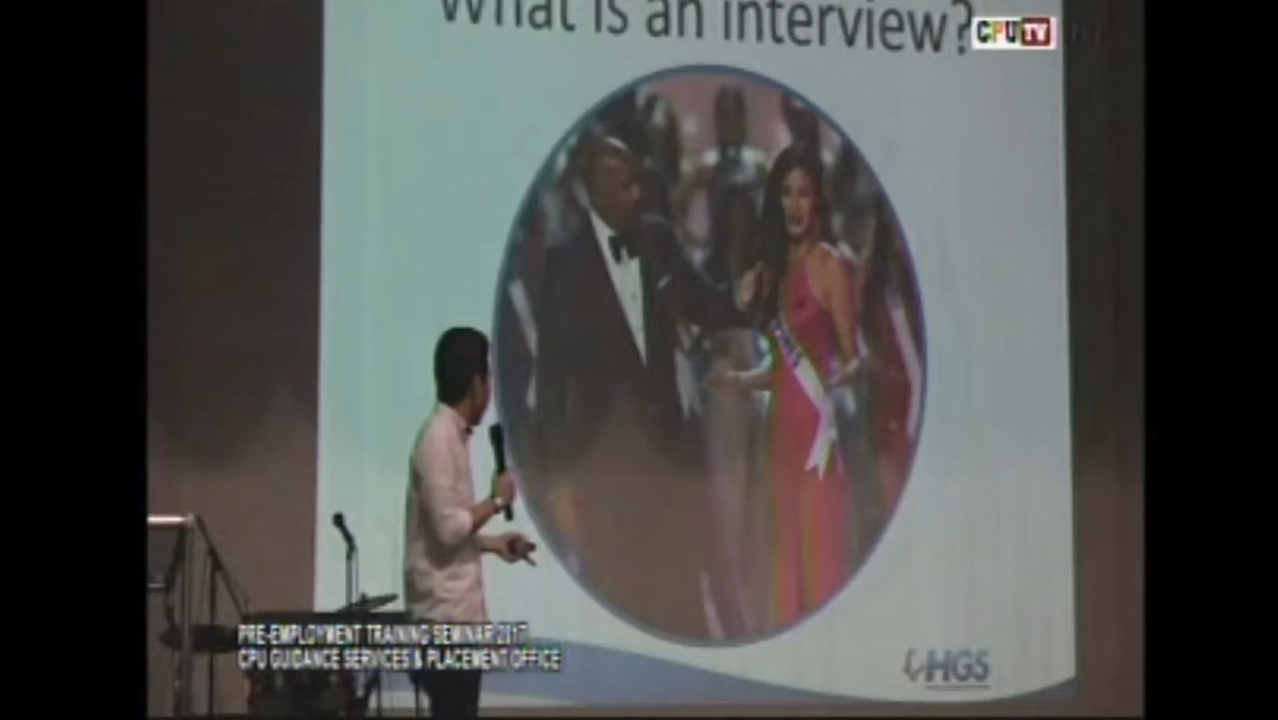 What is an interview?
CPU TV
PRE-EMPLOYMENT TRAINING SEMINAR 2017
CPU GUIDANCE SERVICES & PLACEMENT OFFICE
HGS